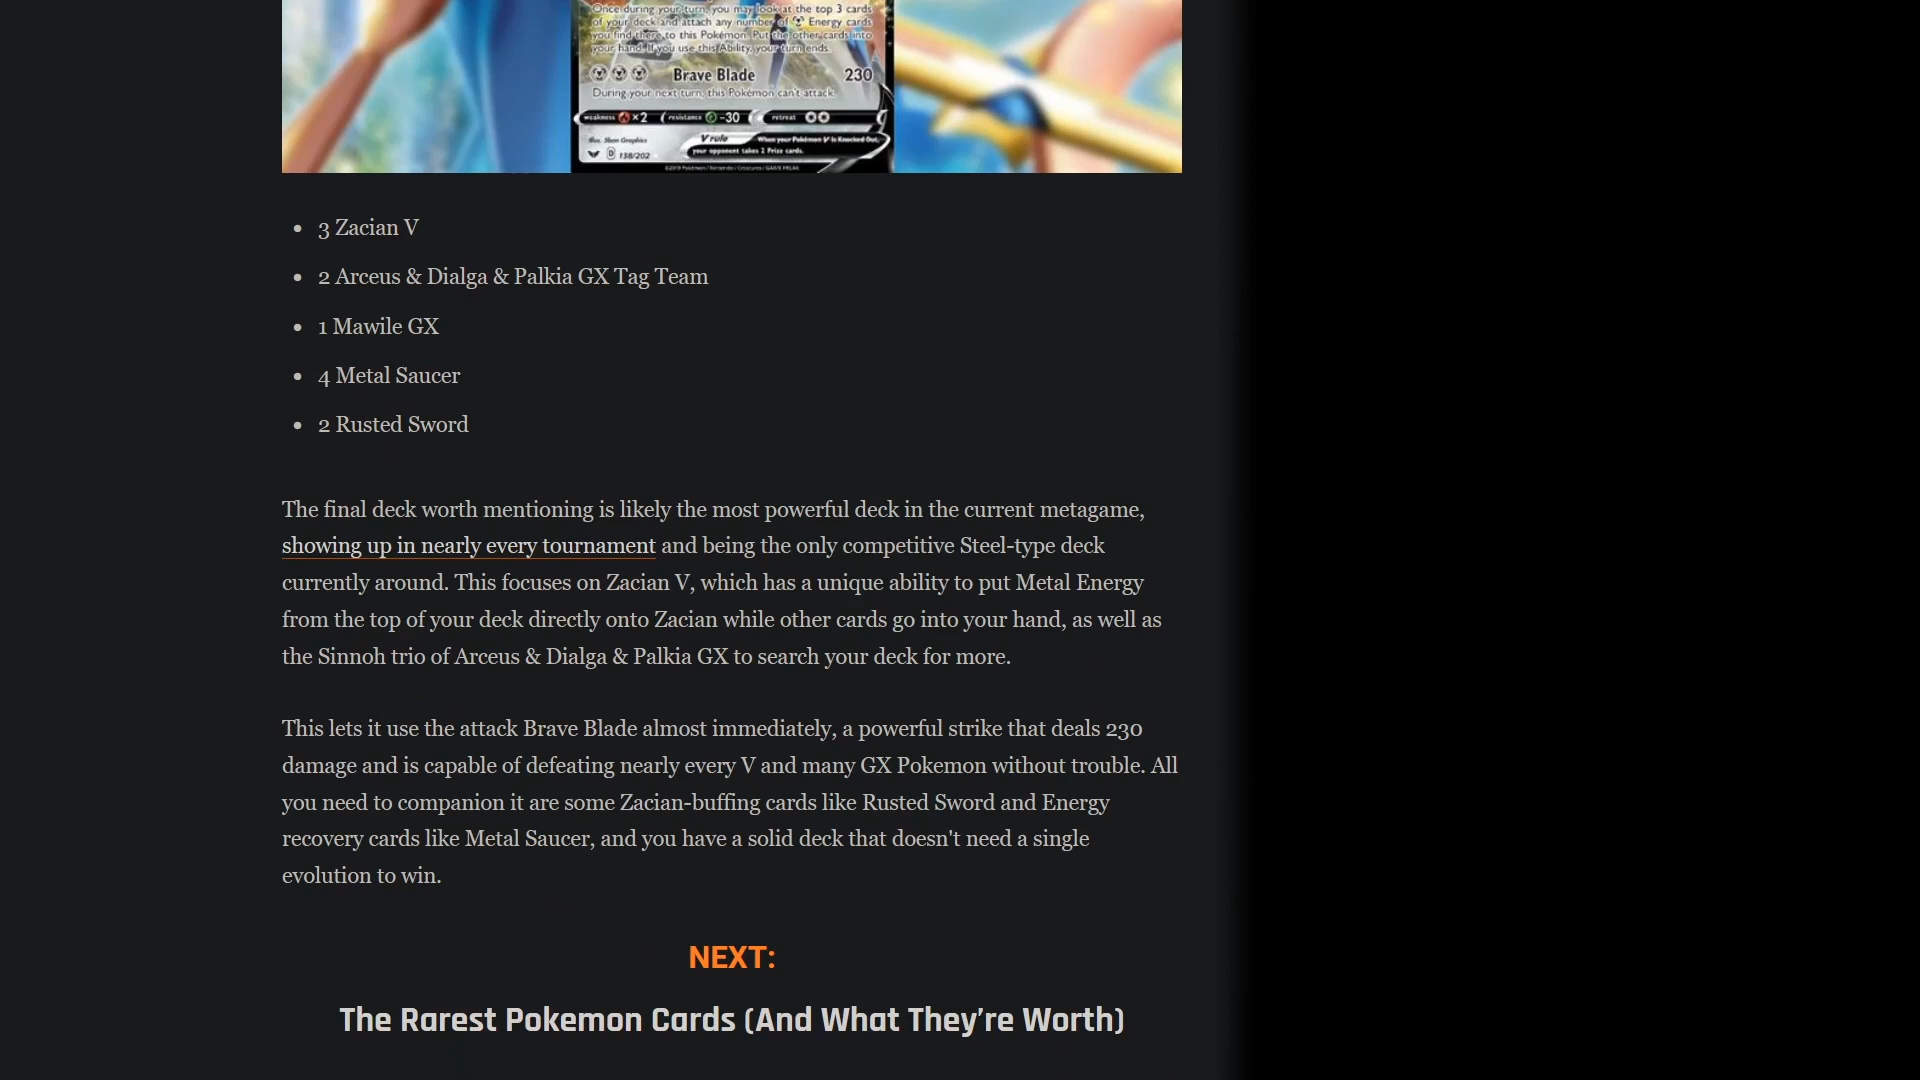 Once during your turn, you may look at the top 3 cards
of your deck and attach any number of Energy cards
you find there to this Pokémon. Put the other cards into
your hand. If you use this Ability, your turn ends.
Brave Blade 230
During your next turn, this Pokémon can't attack.
weakness ×2 resistance -30 retreat
Illus. 5ban Graphics
V rule When your Pokémon V is Knocked Out,
your opponent takes 2 Prize cards.
D 138/202
©2019 Pokémon / Nintendo / Creatures / GAME FREAK
• 3 Zacian V
• 2 Arceus & Dialga & Palkia GX Tag Team
• 1 Mawile GX
• 4 Metal Saucer
• 2 Rusted Sword
The final deck worth mentioning is likely the most powerful deck in the current metagame,
showing up in nearly every tournament and being the only competitive Steel-type deck
currently around. This focuses on Zacian V, which has a unique ability to put Metal Energy
from the top of your deck directly onto Zacian while other cards go into your hand, as well as
the Sinnoh trio of Arceus & Dialga & Palkia GX to search your deck for more.
This lets it use the attack Brave Blade almost immediately, a powerful strike that deals 230
damage and is capable of defeating nearly every V and many GX Pokemon without trouble. All
you need to companion it are some Zacian-buffing cards like Rusted Sword and Energy
recovery cards like Metal Saucer, and you have a solid deck that doesn't need a single
evolution to win.
NEXT:
The Rarest Pokemon Cards (And What They’re Worth)